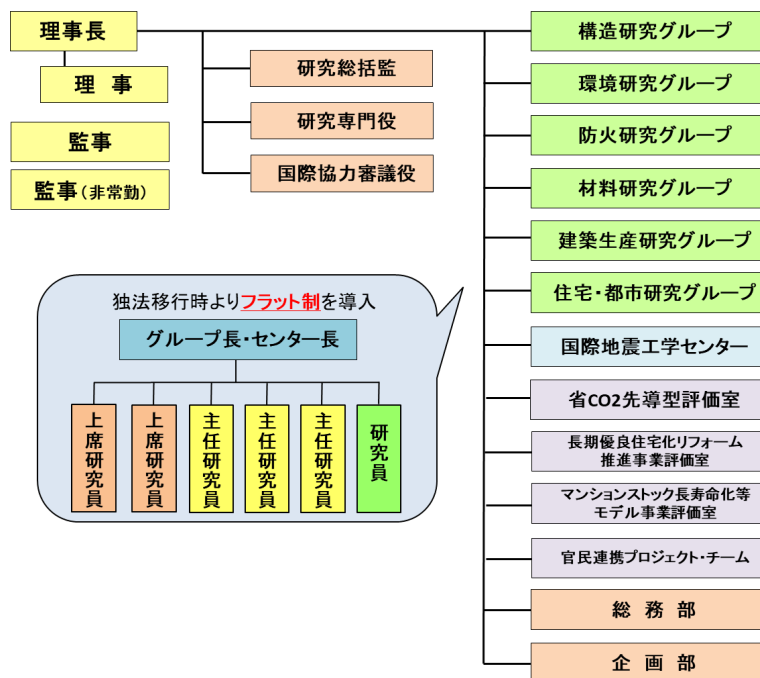 理事長
理 事
監事
監事(非常勤)
研究総括監
研究専門役
国際協力審議役
構造研究グループ
環境研究グループ
防火研究グループ
材料研究グループ
建築生産研究グループ
住宅・都市研究グループ
国際地震工学センター
省CO2先導型評価室
長期優良住宅化リフォーム
推進事業評価室
マンションストック長寿命化等
モデル事業評価室
官民連携プロジェクト・チーム
総 務 部
企 画 部
独法移行時よりフラット制を導入
グループ長・センター長
上席研究員
上席研究員
主任研究員
主任研究員
主任研究員
研究員